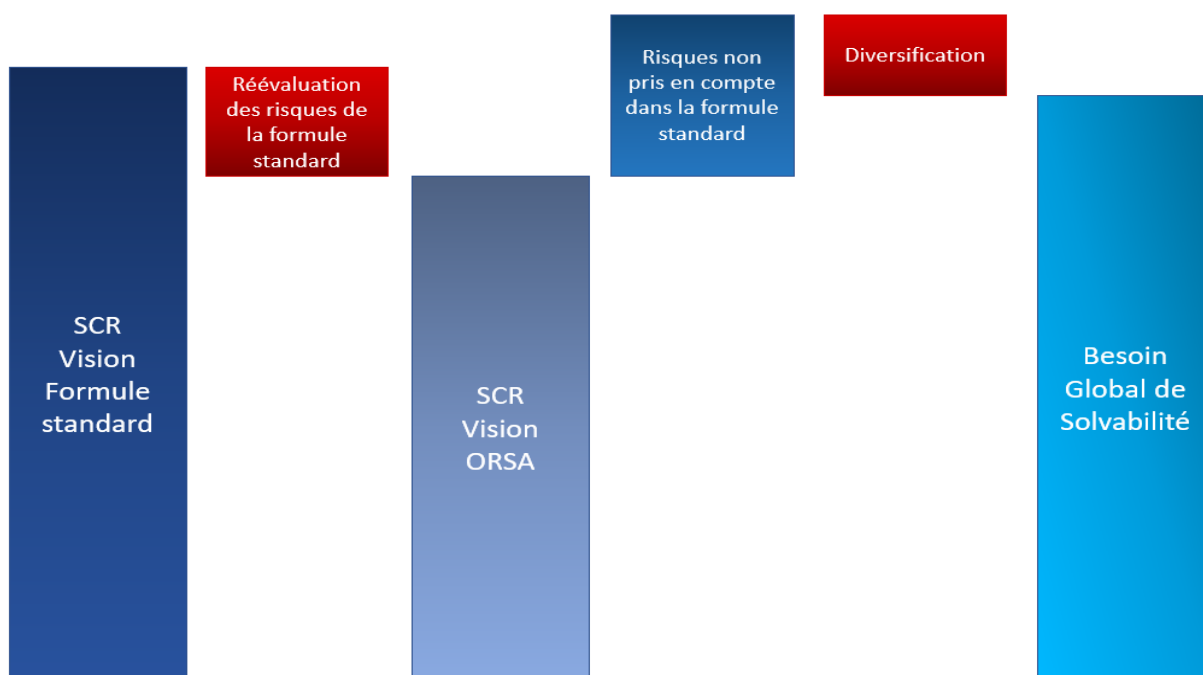 SCR
Vision
Formule
standard
Réévaluation
des risques de
la formule
standard
SCR
Vision
ORSA
Risques non
pris en compte
dans la formule
standard
Diversification
Besoin
Global de
Solvabilité